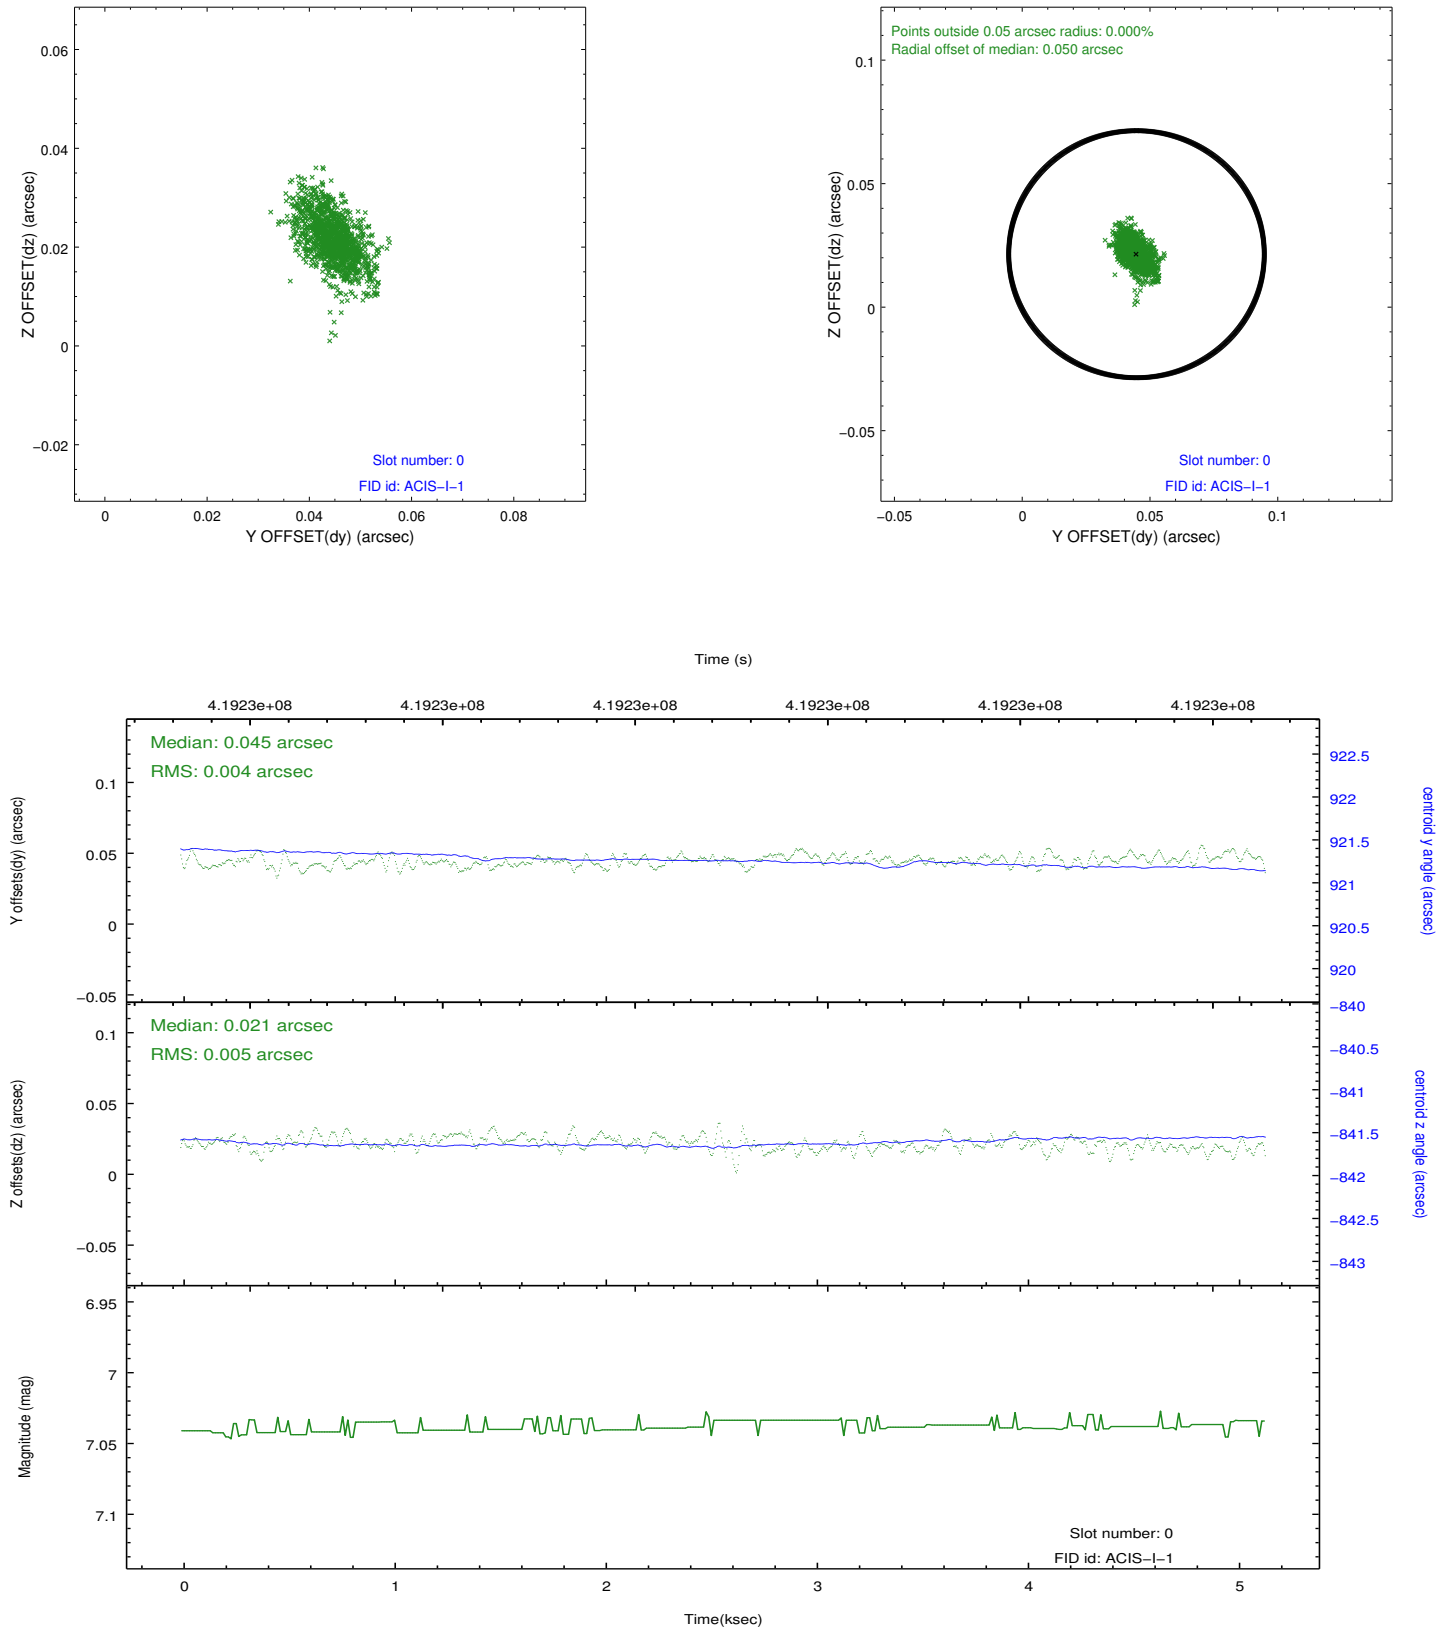 0.06
0.04
0.02
0
−0.02
Z OFFSET(dz) (arcsec)
Slot number: 0
FID id: ACIS−I−1
0 0.02 0.04 0.06 0.08
Y OFFSET(dy) (arcsec)
Points outside 0.05 arcsec radius: 0.000%
Radial offset of median: 0.050 arcsec
0.1
0.05
0
−0.05
Z OFFSET(dz) (arcsec)
Slot number: 0
FID id: ACIS−I−1
−0.05 0 0.05 0.1
Y OFFSET(dy) (arcsec)
Time (s)
4.1923e+08 4.1923e+08 4.1923e+08 4.1923e+08 4.1923e+08 4.1923e+08
Median: 0.045 arcsec
RMS: 0.004 arcsec
0.1
0.05
0
−0.05
Y offsets(dy) (arcsec)
922.5
922
921.5
921
920.5
920
centroid y angle (arcsec)
Median: 0.021 arcsec
RMS: 0.005 arcsec
0.1
0.05
0
−0.05
Z offsets(dz) (arcsec)
−840
−840.5
−841
−841.5
−842
−842.5
−843
centroid z angle (arcsec)
6.95
7
7.05
7.1
Magnitude (mag)
Slot number: 0
FID id: ACIS−I−1
0 1 2 3 4 5
Time(ksec)